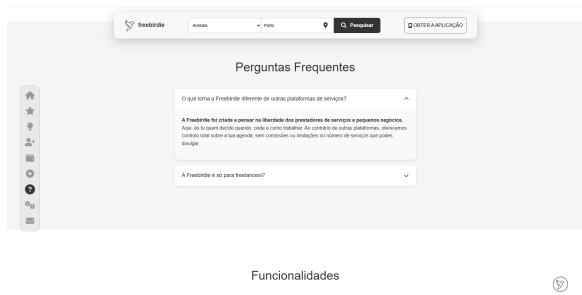 freebirdie
Animais
Porto
Pesquisar
OBTER A APLICAÇÃO
Perguntas Frequentes
O que torna a Freebirdie diferente de outras plataformas de serviços?
A Freebirdie foi criada a pensar na liberdade dos prestadores de serviços e pequenos negócios.
Aqui, és tu quem decide quando, onde e como trabalhar. Ao contrário de outras plataformas, oferecemos
controlo total sobre a tua agenda, sem comissões ou limitações no número de serviços que podes
divulgar.
A Freebirdie é só para freelancers?
Funcionalidades